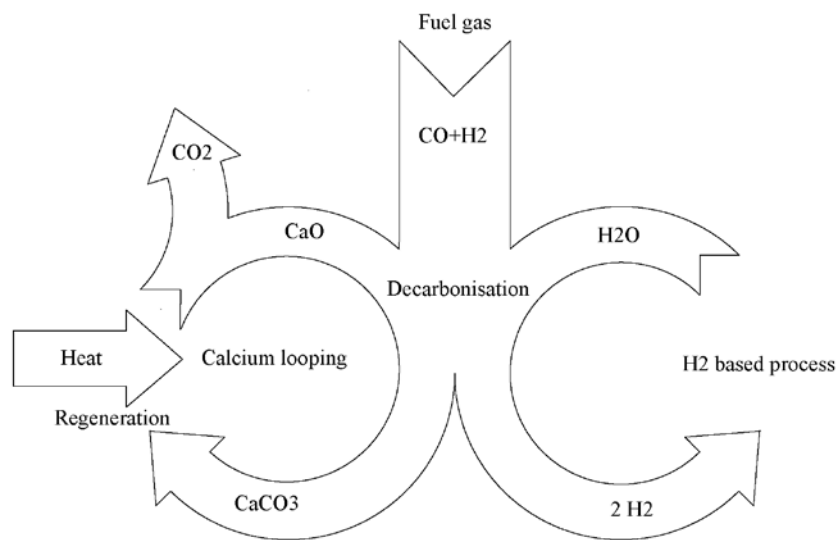 Fuel gas
CO+H2
CO2
CaO
H2O
Decarbonisation
Heat
Calcium looping
H2 based process
Regeneration
CaCO3
2 H2